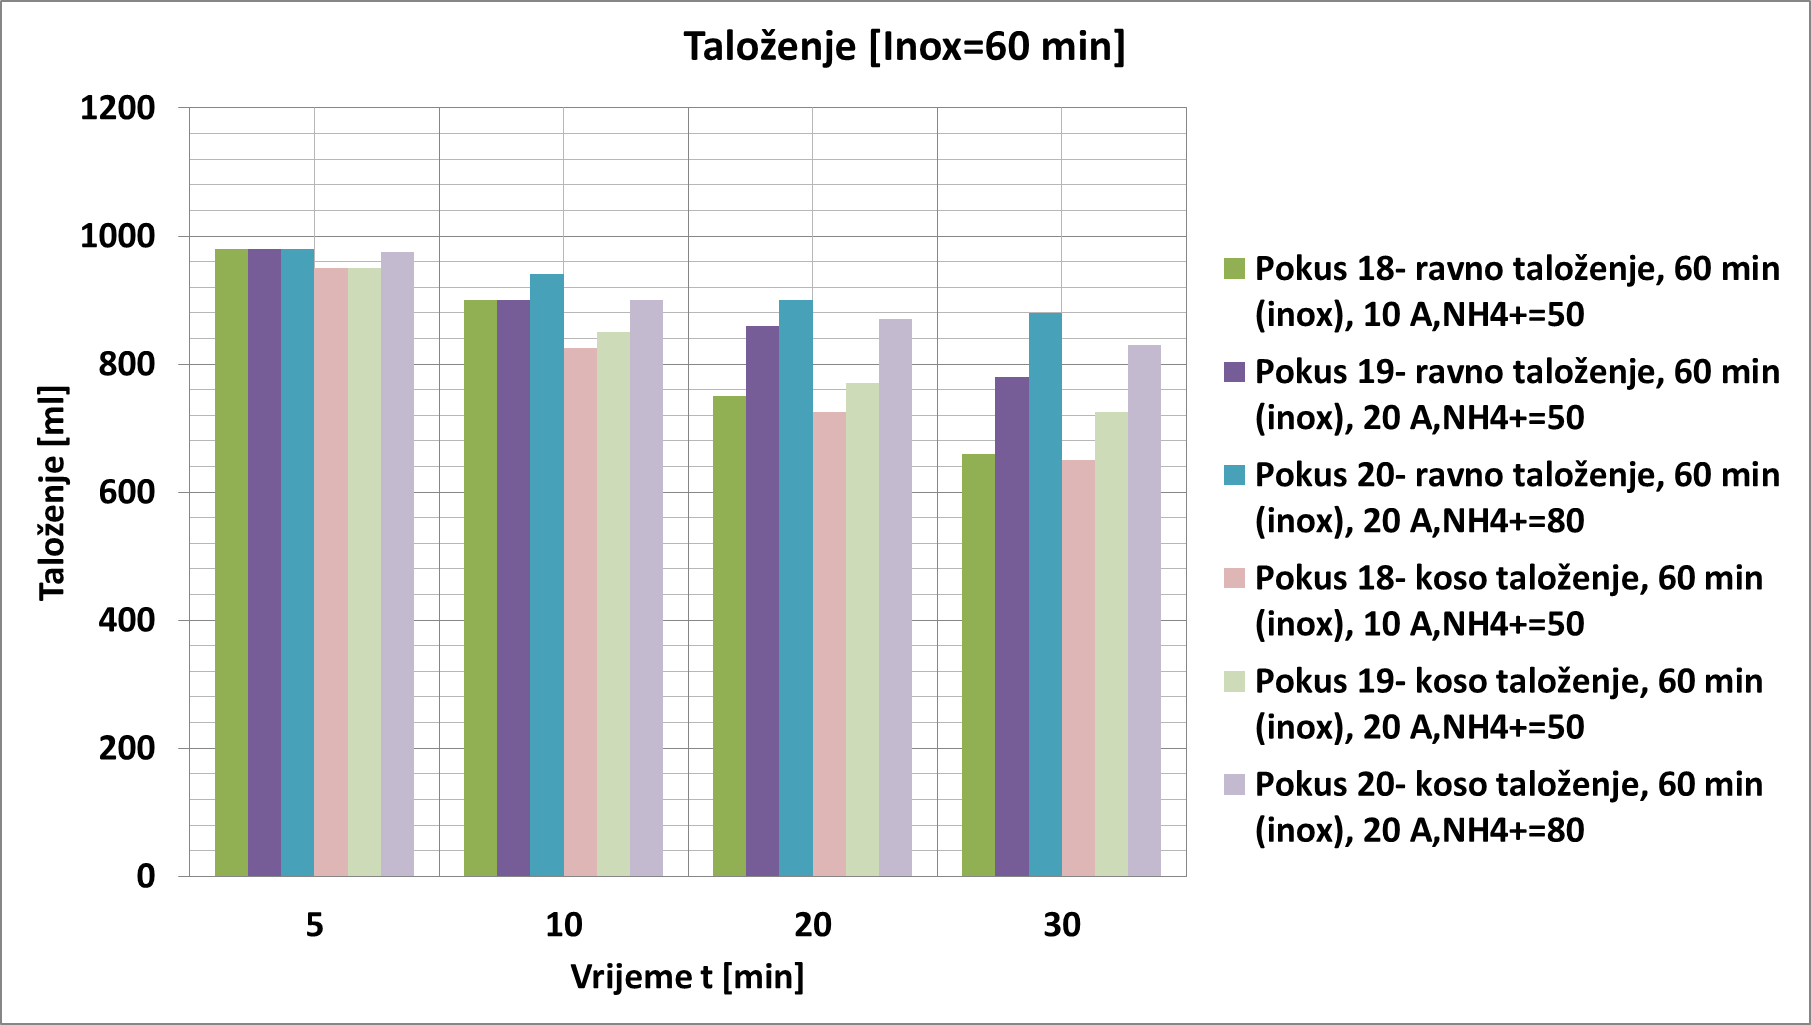 Taloženje [Inox=60 min]
1200
1000
800
600
400
200
0
Taloženje [ml]
5
10
20
30
Vrijeme t [min]
Pokus 18- ravno taloženje, 60 min
(inox), 10 A,NH4+=50
Pokus 19- ravno taloženje, 60 min
(inox), 20 A,NH4+=50
Pokus 20- ravno taloženje, 60 min
(inox), 20 A,NH4+=80
Pokus 18- koso taloženje, 60 min
(inox), 10 A,NH4+=50
Pokus 19- koso taloženje, 60 min
(inox), 20 A,NH4+=50
Pokus 20- koso taloženje, 60 min
(inox), 20 A,NH4+=80